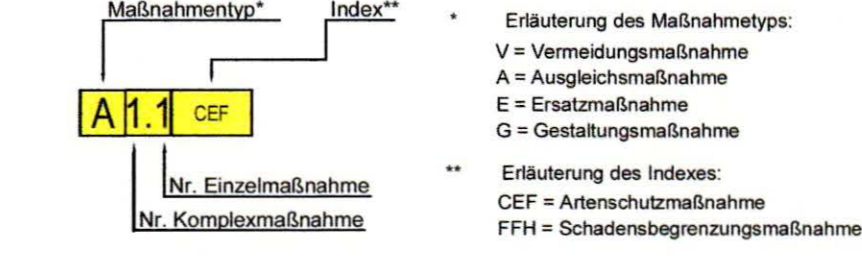 Maßnahmentyp* Index**
A 1.1 CEF
Nr. Einzelmaßnahme
Nr. Komplexmaßnahme
* Erläuterung des Maßnahmetyps:
V = Vermeidungsmaßnahme
A = Ausgleichsmaßnahme
E = Ersatzmaßnahme
G = Gestaltungsmaßnahme
** Erläuterung des Indexes:
CEF = Artenschutzmaßnahme
FFH = Schadensbegrenzungsmaßnahme